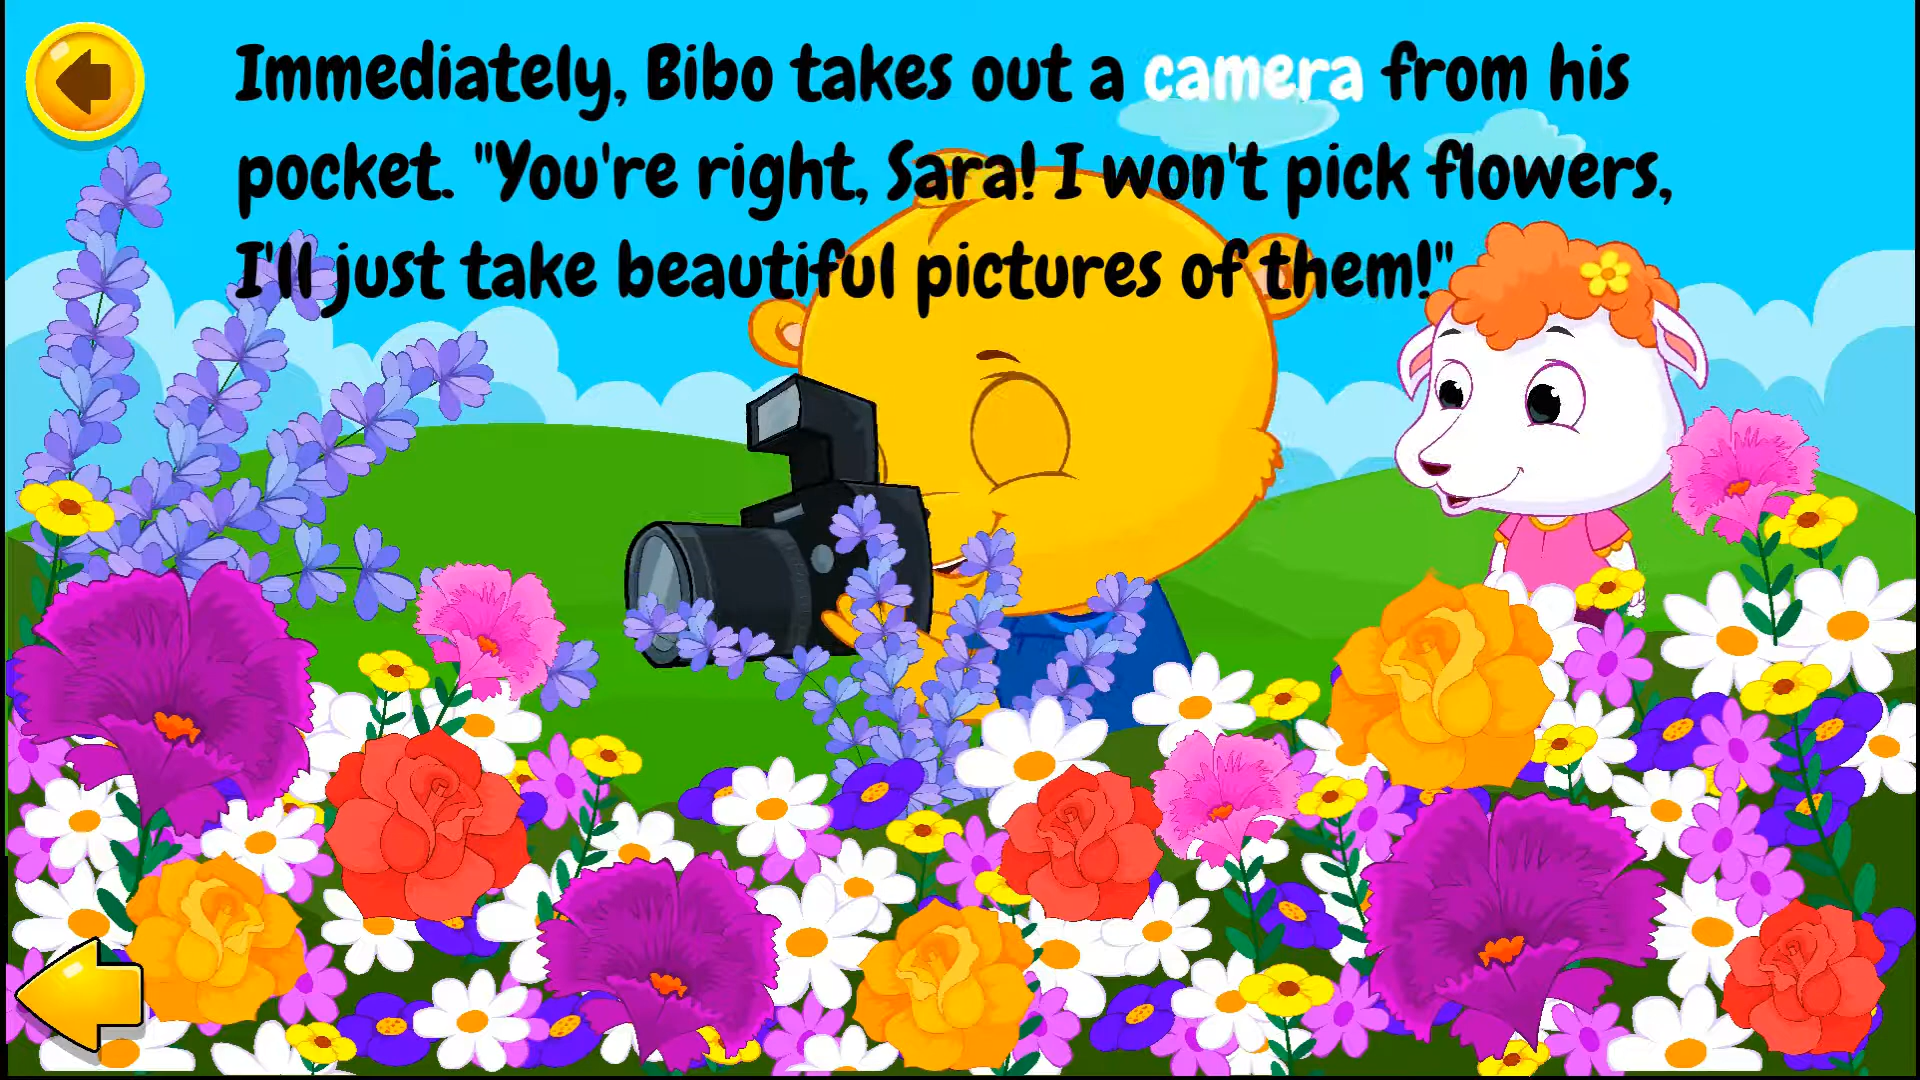 Immediately, Bibo takes out a camera from his
pocket. "You're right, Sara! I won't pick flowers,
I'll just take beautiful pictures of them!"